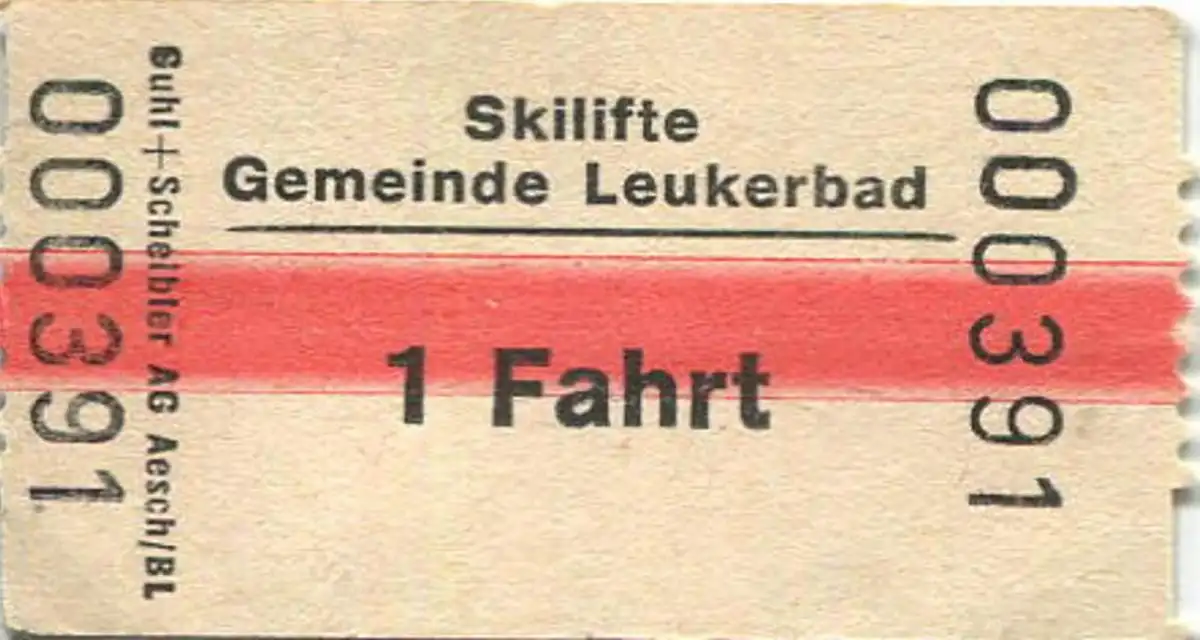 000391
Guhl+Scheibler AG Aesch/BL
Skilifte
Gemeinde Leukerbad
1 Fahrt
000391